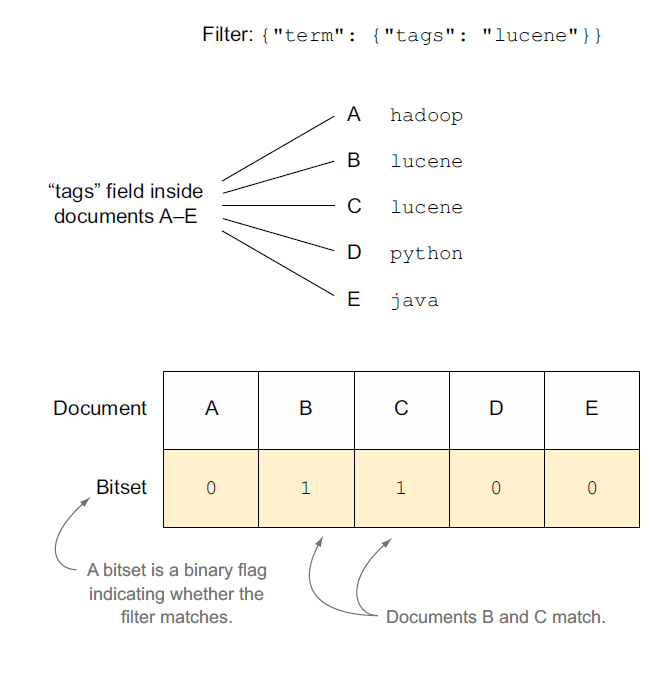 Filter: {"term": {"tags": "lucene"}}
A hadoop
B lucene
“tags” field inside
documents A–E
C lucene
D python
E java
Document A B C D E
Bitset 0 1 1 0 0
A bitset is a binary flag
indicating whether the
filter matches.
Documents B and C match.